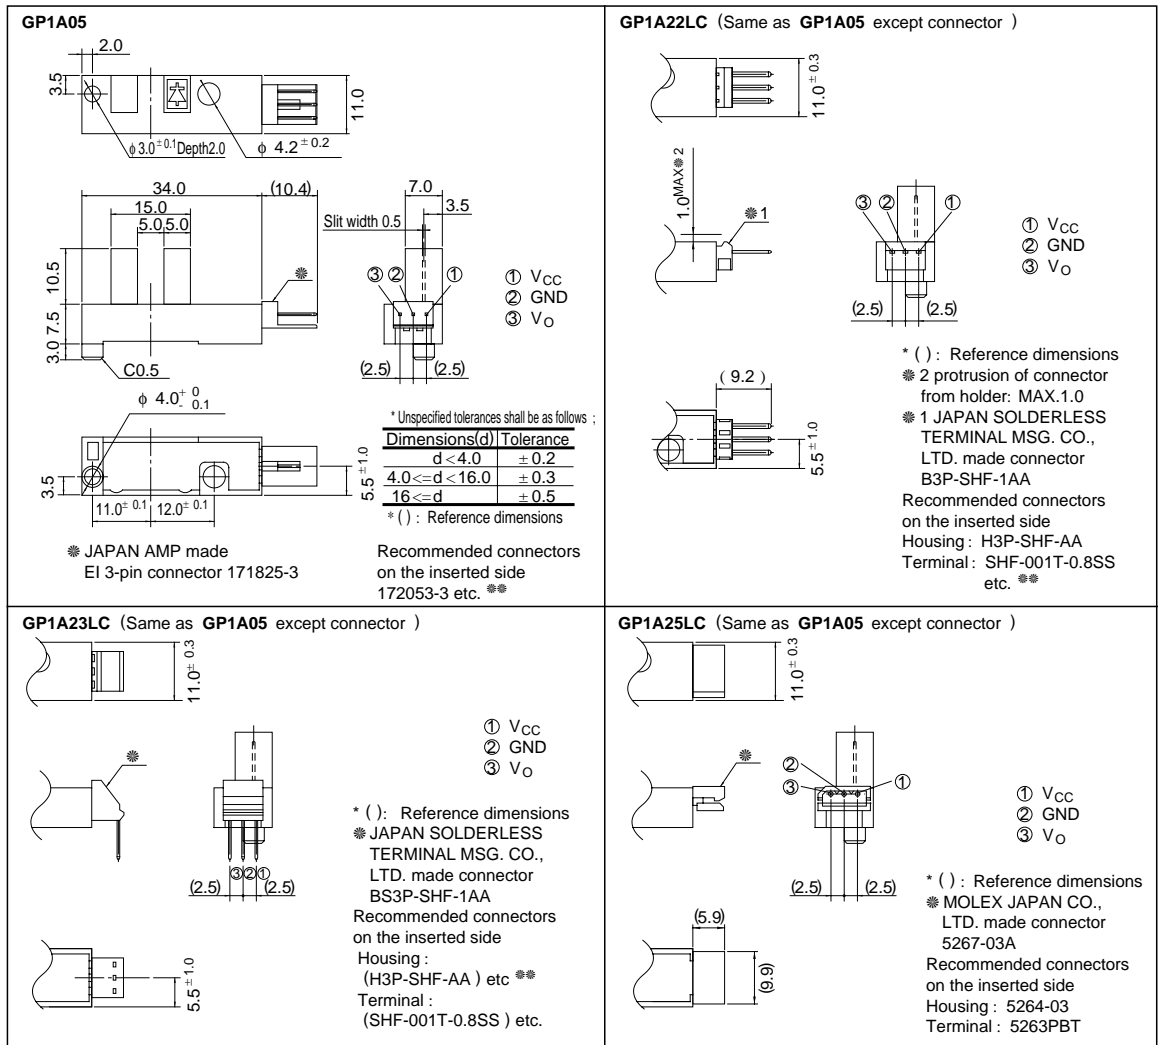 GP1A05
2.0
3.5
11.0
ϕ3.0±0.1 Depth2.0
ϕ 4.2±0.2
34.0
(10.4)
15.0
5.0 5.0
10.5
7.5
3.0
※
C0.5
7.0
3.5
Slit width 0.5
③ ② ①
① VCC
② GND
③ VO
(2.5) (2.5)
ϕ 4.0 + 0 - 0.1
3.5
11.0± 0.1 12.0± 0.1
5.5±1.0
* Unspecified tolerances shall be as follows ;
Dimensions(d) Tolerance
d<4.0 ±0.2
4.0<=d<16.0 ±0.3
16<=d ±0.5
* ( ) : Reference dimensions
※ JAPAN AMP made
EI 3-pin connector 171825-3
Recommended connectors
on the inserted side
172053-3 etc. ※※
GP1A22LC (Same as GP1A05 except connector )
11.0± 0.3
1.0MAX※ 2
※1
③ ② ①
① VCC
② GND
③ VO
(2.5) (2.5)
( 9.2 )
5.5±1.0
* ( ) : Reference dimensions
※ 2 protrusion of connector
from holder: MAX.1.0
※ 1 JAPAN SOLDERLESS
TERMINAL MSG. CO.,
LTD. made connector
B3P-SHF-1AA
Recommended connectors
on the inserted side
Housing : H3P-SHF-AA
Terminal : SHF-001T-0.8SS
etc. ※※
GP1A23LC (Same as GP1A05 except connector )
11.0± 0.3
※
③②①
(2.5) (2.5)
① VCC
② GND
③ VO
5.5±1.0
* ( ): Reference dimensions
※ JAPAN SOLDERLESS
TERMINAL MSG. CO.,
LTD. made connector
BS3P-SHF-1AA
Recommended connectors
on the inserted side
Housing :
(H3P-SHF-AA ) etc ※※
Terminal :
(SHF-001T-0.8SS ) etc.
GP1A25LC (Same as GP1A05 except connector )
11.0± 0.3
※
②
③ ①
① VCC
② GND
③ VO
(2.5) (2.5)
(5.9)
(9.9)
* ( ) : Reference dimensions
※ MOLEX JAPAN CO.,
LTD. made connector
5267-03A
Recommended connectors
on the inserted side
Housing : 5264-03
Terminal : 5263PBT